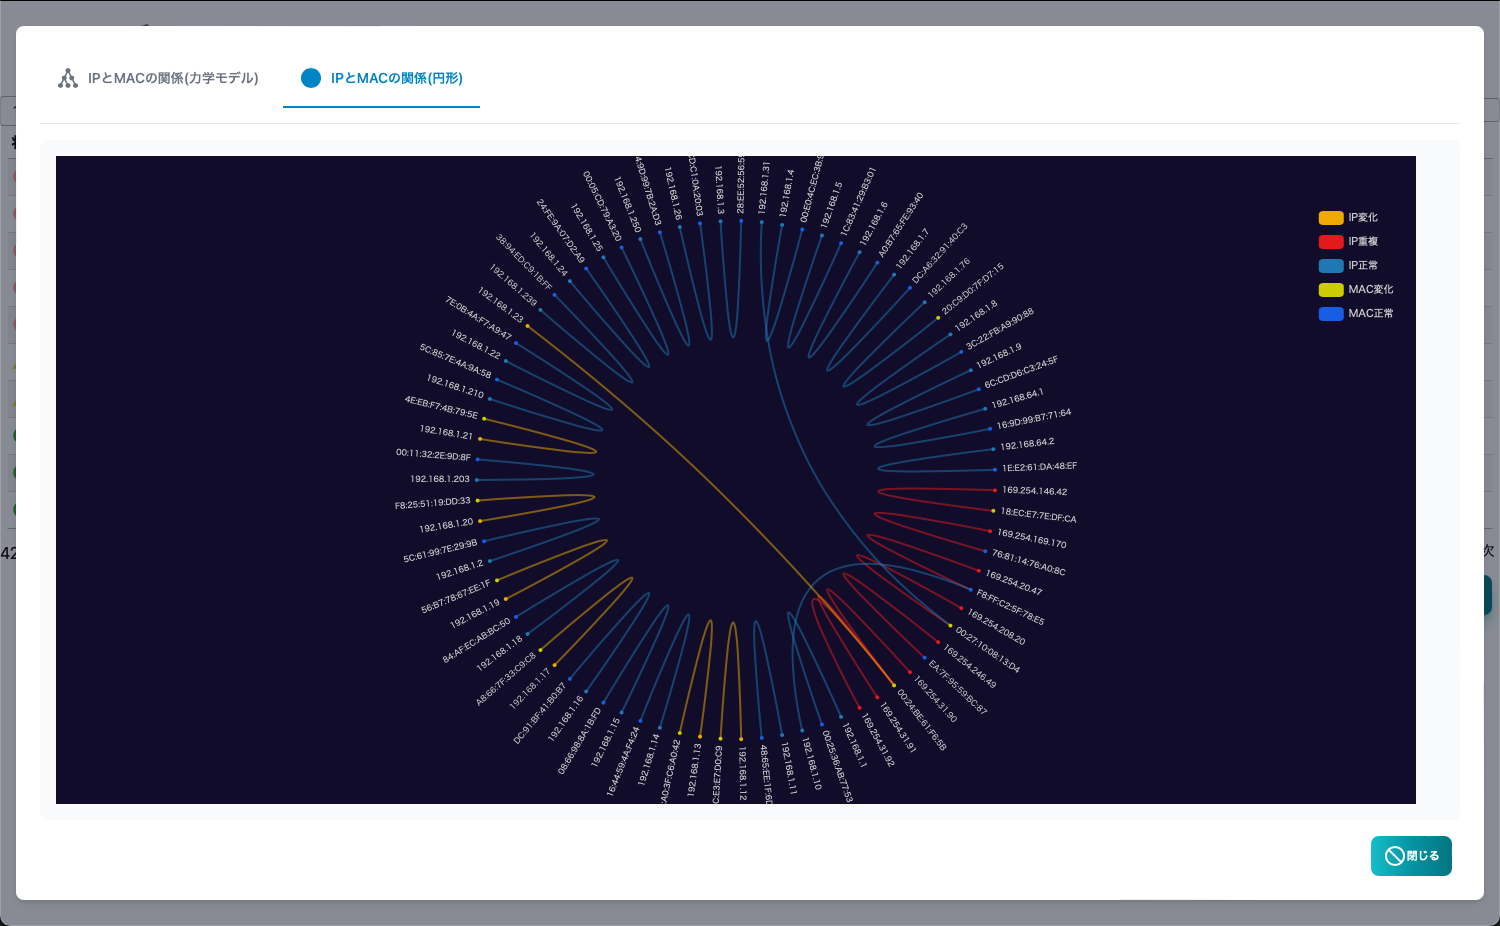 IPとMACの関係(力学モデル)
IPとMACの関係(円形)
IP変化
IP重複
IP正常
MAC変化
MAC正常
192.168.1.31
192.168.1.4
00:E0:4C:EC:3B:9
192.168.1.5
1C:83:41:29:B3:01
192.168.1.6
A0:B7:65:FE:93:40
192.168.1.7
DC:A6:32:91:40:C3
192.168.1.76
20:C9:D0:7F:D7:15
192.168.1.8
3C:22:FB:A9:90:88
192.168.1.9
6C:CD:D6:C3:24:5F
192.168.64.1
16:9D:99:B7:71:64
192.168.64.2
1E:E2:61:DA:48:EF
169.254.146.42
18:EC:E7:7E:DF:CA
169.254.169.170
76:81:14:76:A0:8C
169.254.20.47
F8:FF:C2:5F:78:E5
169.254.208.20
00:27:10:08:13:D4
169.254.246.49
EA:7F:95:59:BC:87
169.254.31.90
00:24:BE:61:F6:5B
169.254.31.91
169.254.31.92
192.168.1.1
00:25:36:AB:77:53
192.168.1.10
192.168.1.11
48:65:EE:1F:6D
192.168.1.12
C:E3:E7:D0:C9
192.168.1.13
CA0:3F:C6:A0:42
192.168.1.14
16:44:59:4A:F4:24
192.168.1.15
08:66:98:8A:1B:FD
192.168.1.16
DC:91:BF:41:B0:B7
192.168.1.17
A8:66:7F:33:C9:C8
192.168.1.18
84:AF:EC:AB:BC:50
192.168.1.19
56:B7:78:67:EE:1F
192.168.1.2
5C:61:99:7E:29:9B
192.168.1.20
F8:25:51:19:DD:33
192.168.1.203
00:11:32:2E:9D:8F
192.168.1.21
4E:EB:F7:4B:79:5E
192.168.1.210
5C:85:7E:4A:9A:58
192.168.1.22
7E:0B:4A:F7:A9:47
192.168.1.23
192.168.1.239
38:94:ED:C9:1B:FF
192.168.1.24
24:FE:9A:07:D2:A9
192.168.1.25
00:05:CD:79:A3:20
192.168.1.250
4:9D:99:7B:2A:D3
192.168.1.26
CD:C1:0A:20:03
192.168.1.3
28:EE:52:56:59
42
次
閉じる